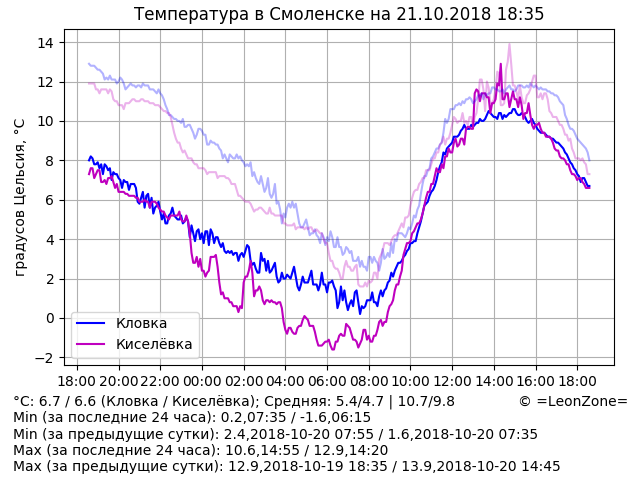 Температура в Смоленске на 21.10.2018 18:35
градусов Цельсия, °C
14
12
10
8
6
4
2
0
−2
Кловка
Киселёвка
18:00 20:00 22:00 00:00 02:00 04:00 06:00 08:00 10:00 12:00 14:00 16:00 18:00
°C: 6.7 / 6.6 (Кловка / Киселёвка); Средняя: 5.4/4.7 | 10.7/9.8 © =LeonZone=
Min (за последние 24 часа): 0.2,07:35 / -1.6,06:15
Min (за предыдущие сутки): 2.4,2018-10-20 07:55 / 1.6,2018-10-20 07:35
Max (за последние 24 часа): 10.6,14:55 / 12.9,14:20
Max (за предыдущие сутки): 12.9,2018-10-19 18:35 / 13.9,2018-10-20 14:45